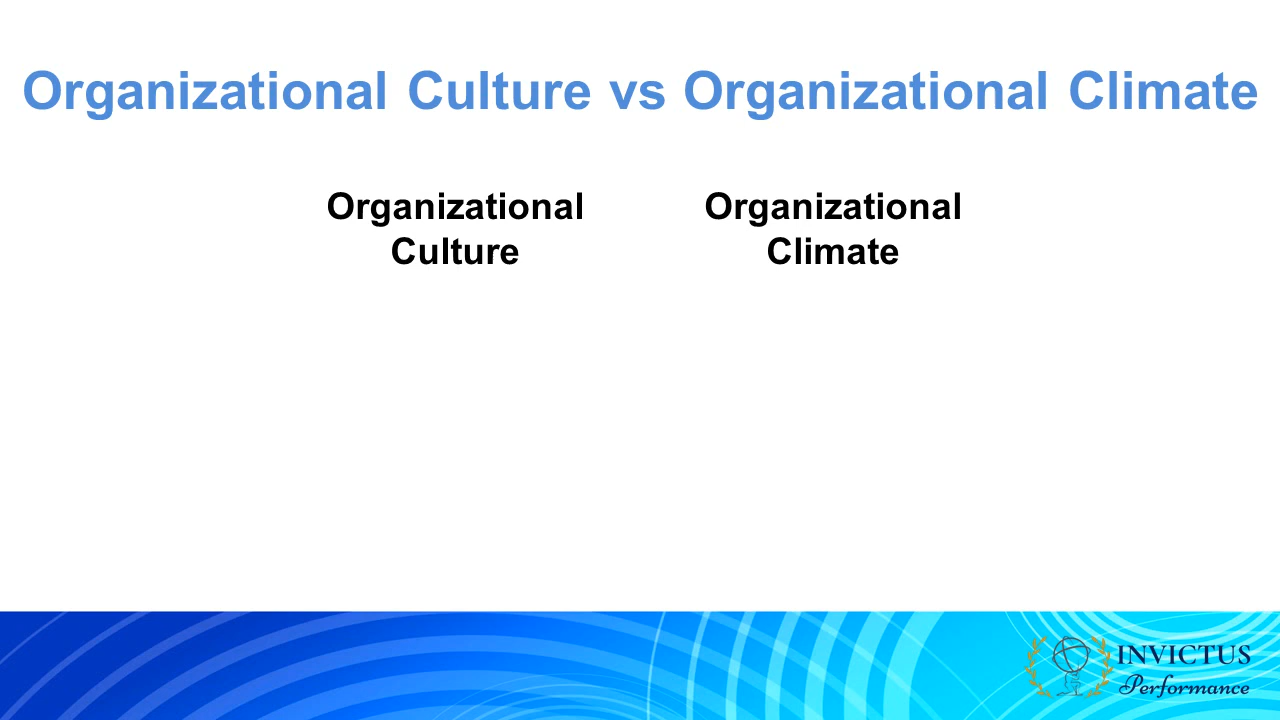 Organizational Culture vs Organizational Climate
Organizational
Culture
Organizational
Climate
INVICTUS
Performance